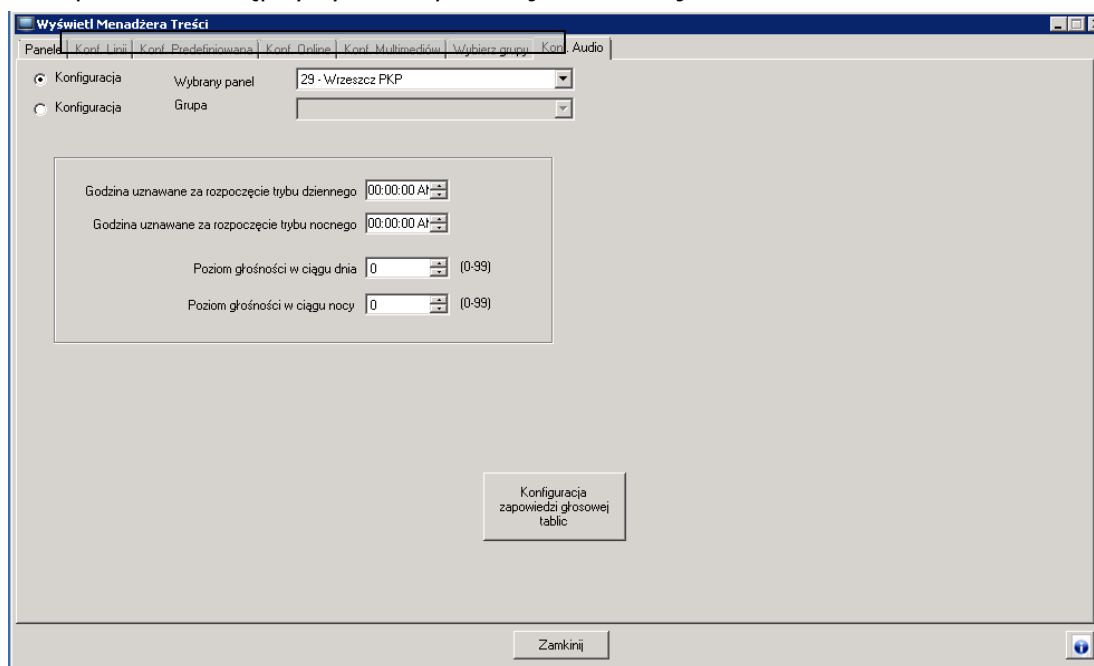 Wyświetl Menadżera Treści
Panele Konf. Linii Konf. Predefiniowana Konf. Online Konf. Multimediów Wybierz grupy Konf. Audio
Konfiguracja Wybrany panel 29 - Wrzeszcz PKP
Konfiguracja Grupa
Godzina uznawane za rozpoczęcie trybu dziennego 00:00:00
Godzina uznawane za rozpoczęcie trybu nocnego 00:00:00
Poziom głośności w ciągu dnia 0 (0-99)
Poziom głośności w ciągu nocy 0 (0-99)
Konfiguracja
zapowiedzi głosowej
tablic
Zamkinij